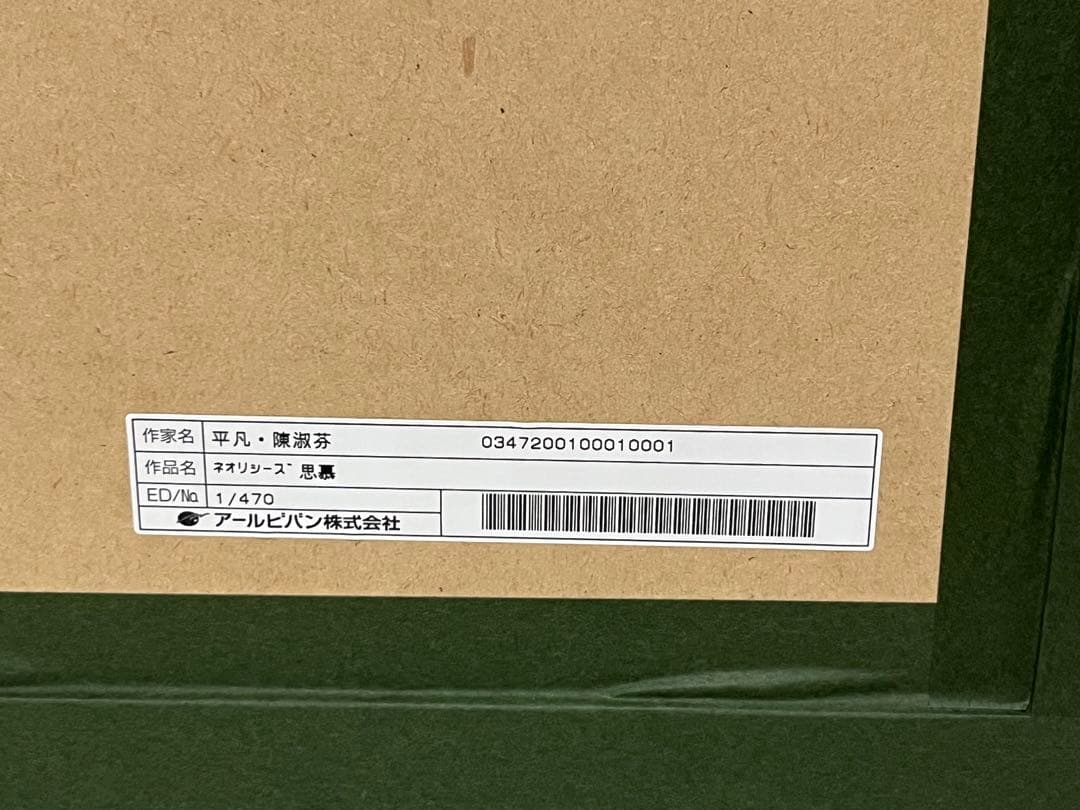 作家名 平凡・陳淑芬 0347200100010001
作品名 ﾈｵﾘｼｰｽﾞ 思慕
ED/No. 1/470
アールビバン株式会社